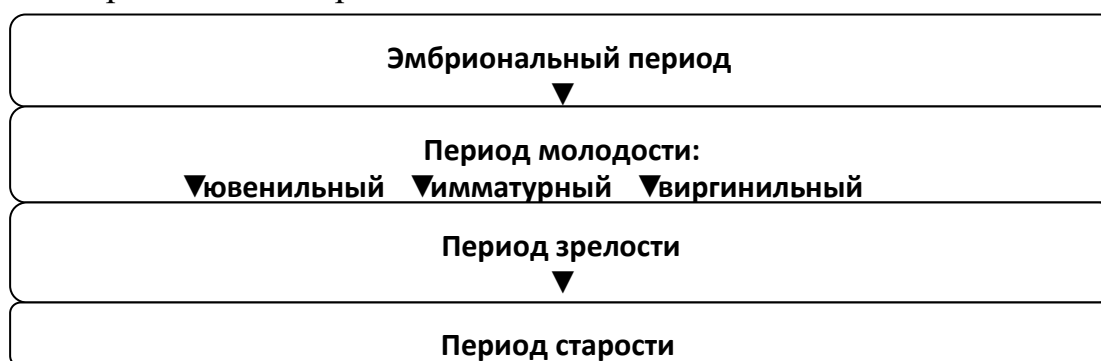 Эмбриональный период
▼
Период молодости:
▼ювенильный ▼имматурный ▼виргинильный
Период зрелости
▼
Период старости